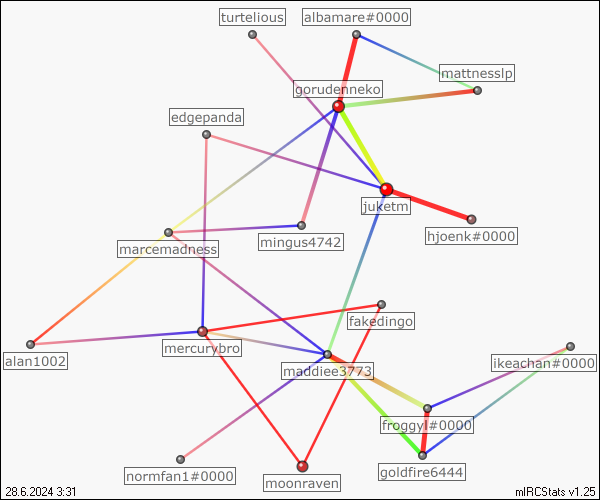 turtelious
albamare#0000
mattnesslp
gorudenneko
edgepanda
juketm
hjoenk#0000
mingus4742
marcemadness
fakedingo
mercurybro
alan1002
ikeachan#0000
maddiee3773
froggyl#0000
goldfire6444
normfan1#0000
moonraven
28.6.2024 3:31
mIRCStats v1.25